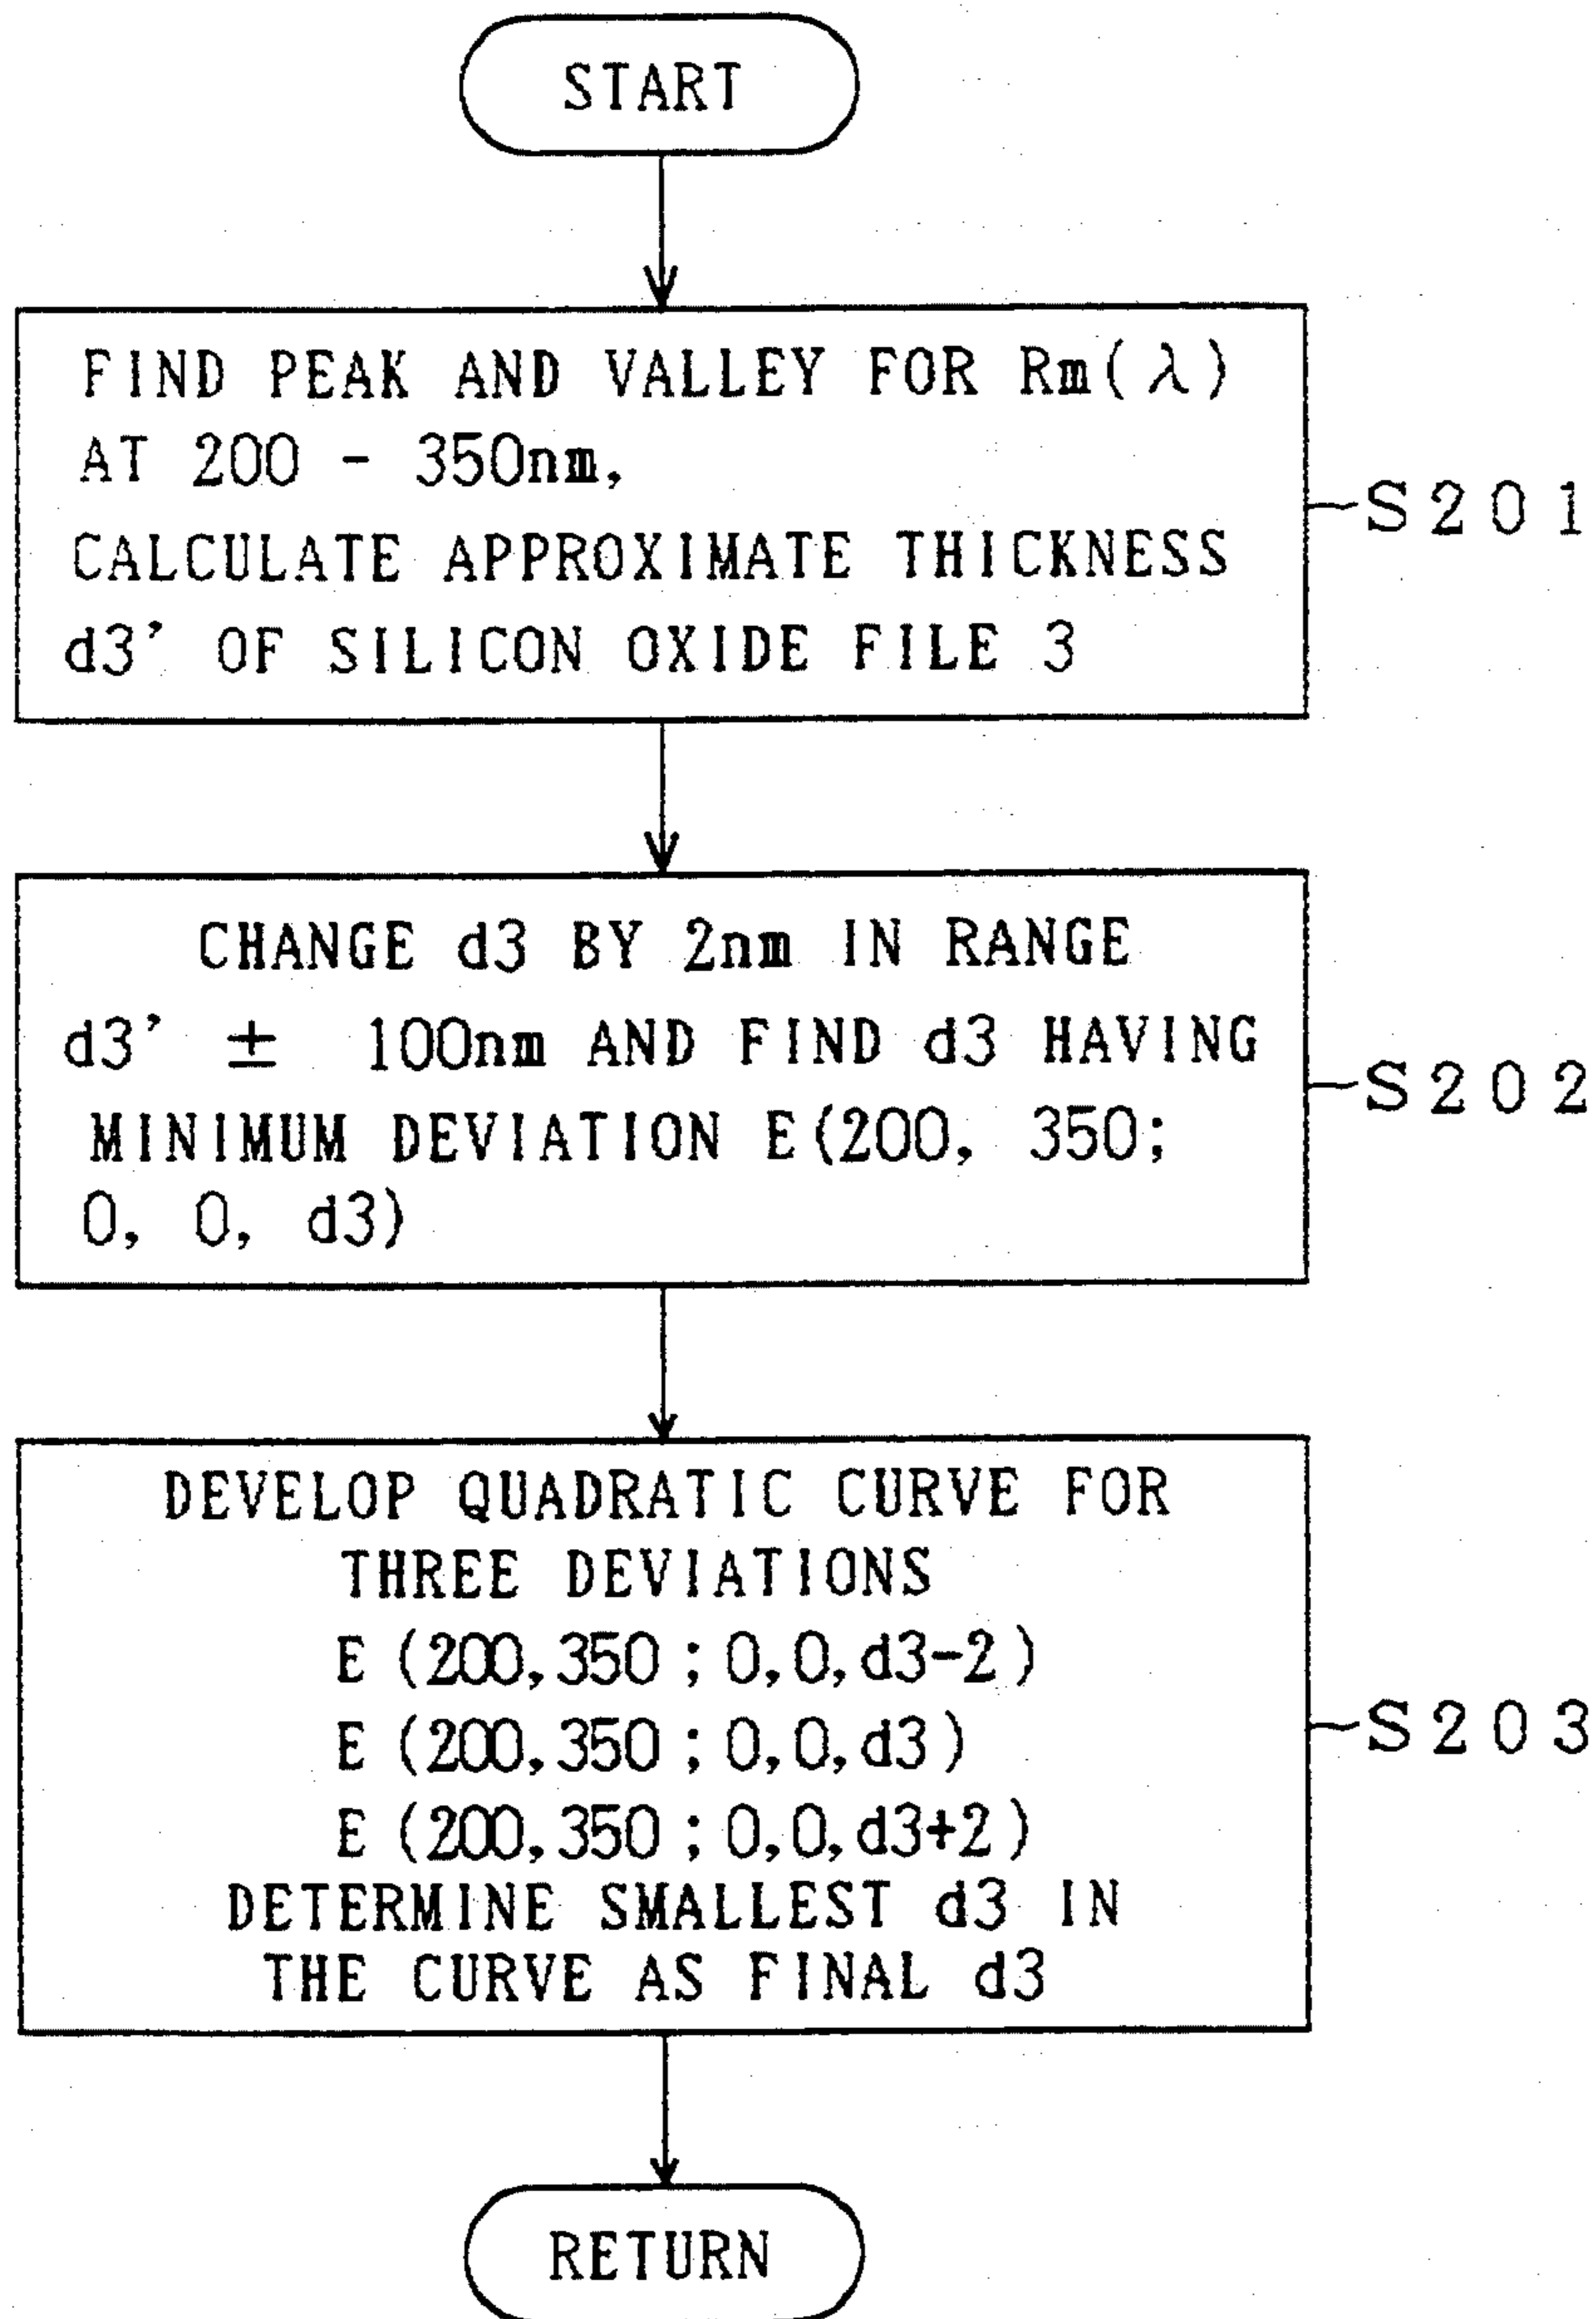 START
FIND PEAK AND VALLEY FOR Rm(λ)
AT 200 - 350nm,
CALCULATE APPROXIMATE THICKNESS
d3' OF SILICON OXIDE FILE 3
S201
CHANGE d3 BY 2nm IN RANGE
d3' ± 100nm AND FIND d3 HAVING
MINIMUM DEVIATION E(200, 350;
0, 0, d3)
S202
DEVELOP QUADRATIC CURVE FOR
THREE DEVIATIONS
E (200,350 ; 0,0,d3-2)
E (200,350 ; 0,0,d3)
E (200,350 ; 0,0,d3+2)
DETERMINE SMALLEST d3 IN
THE CURVE AS FINAL d3
S203
RETURN